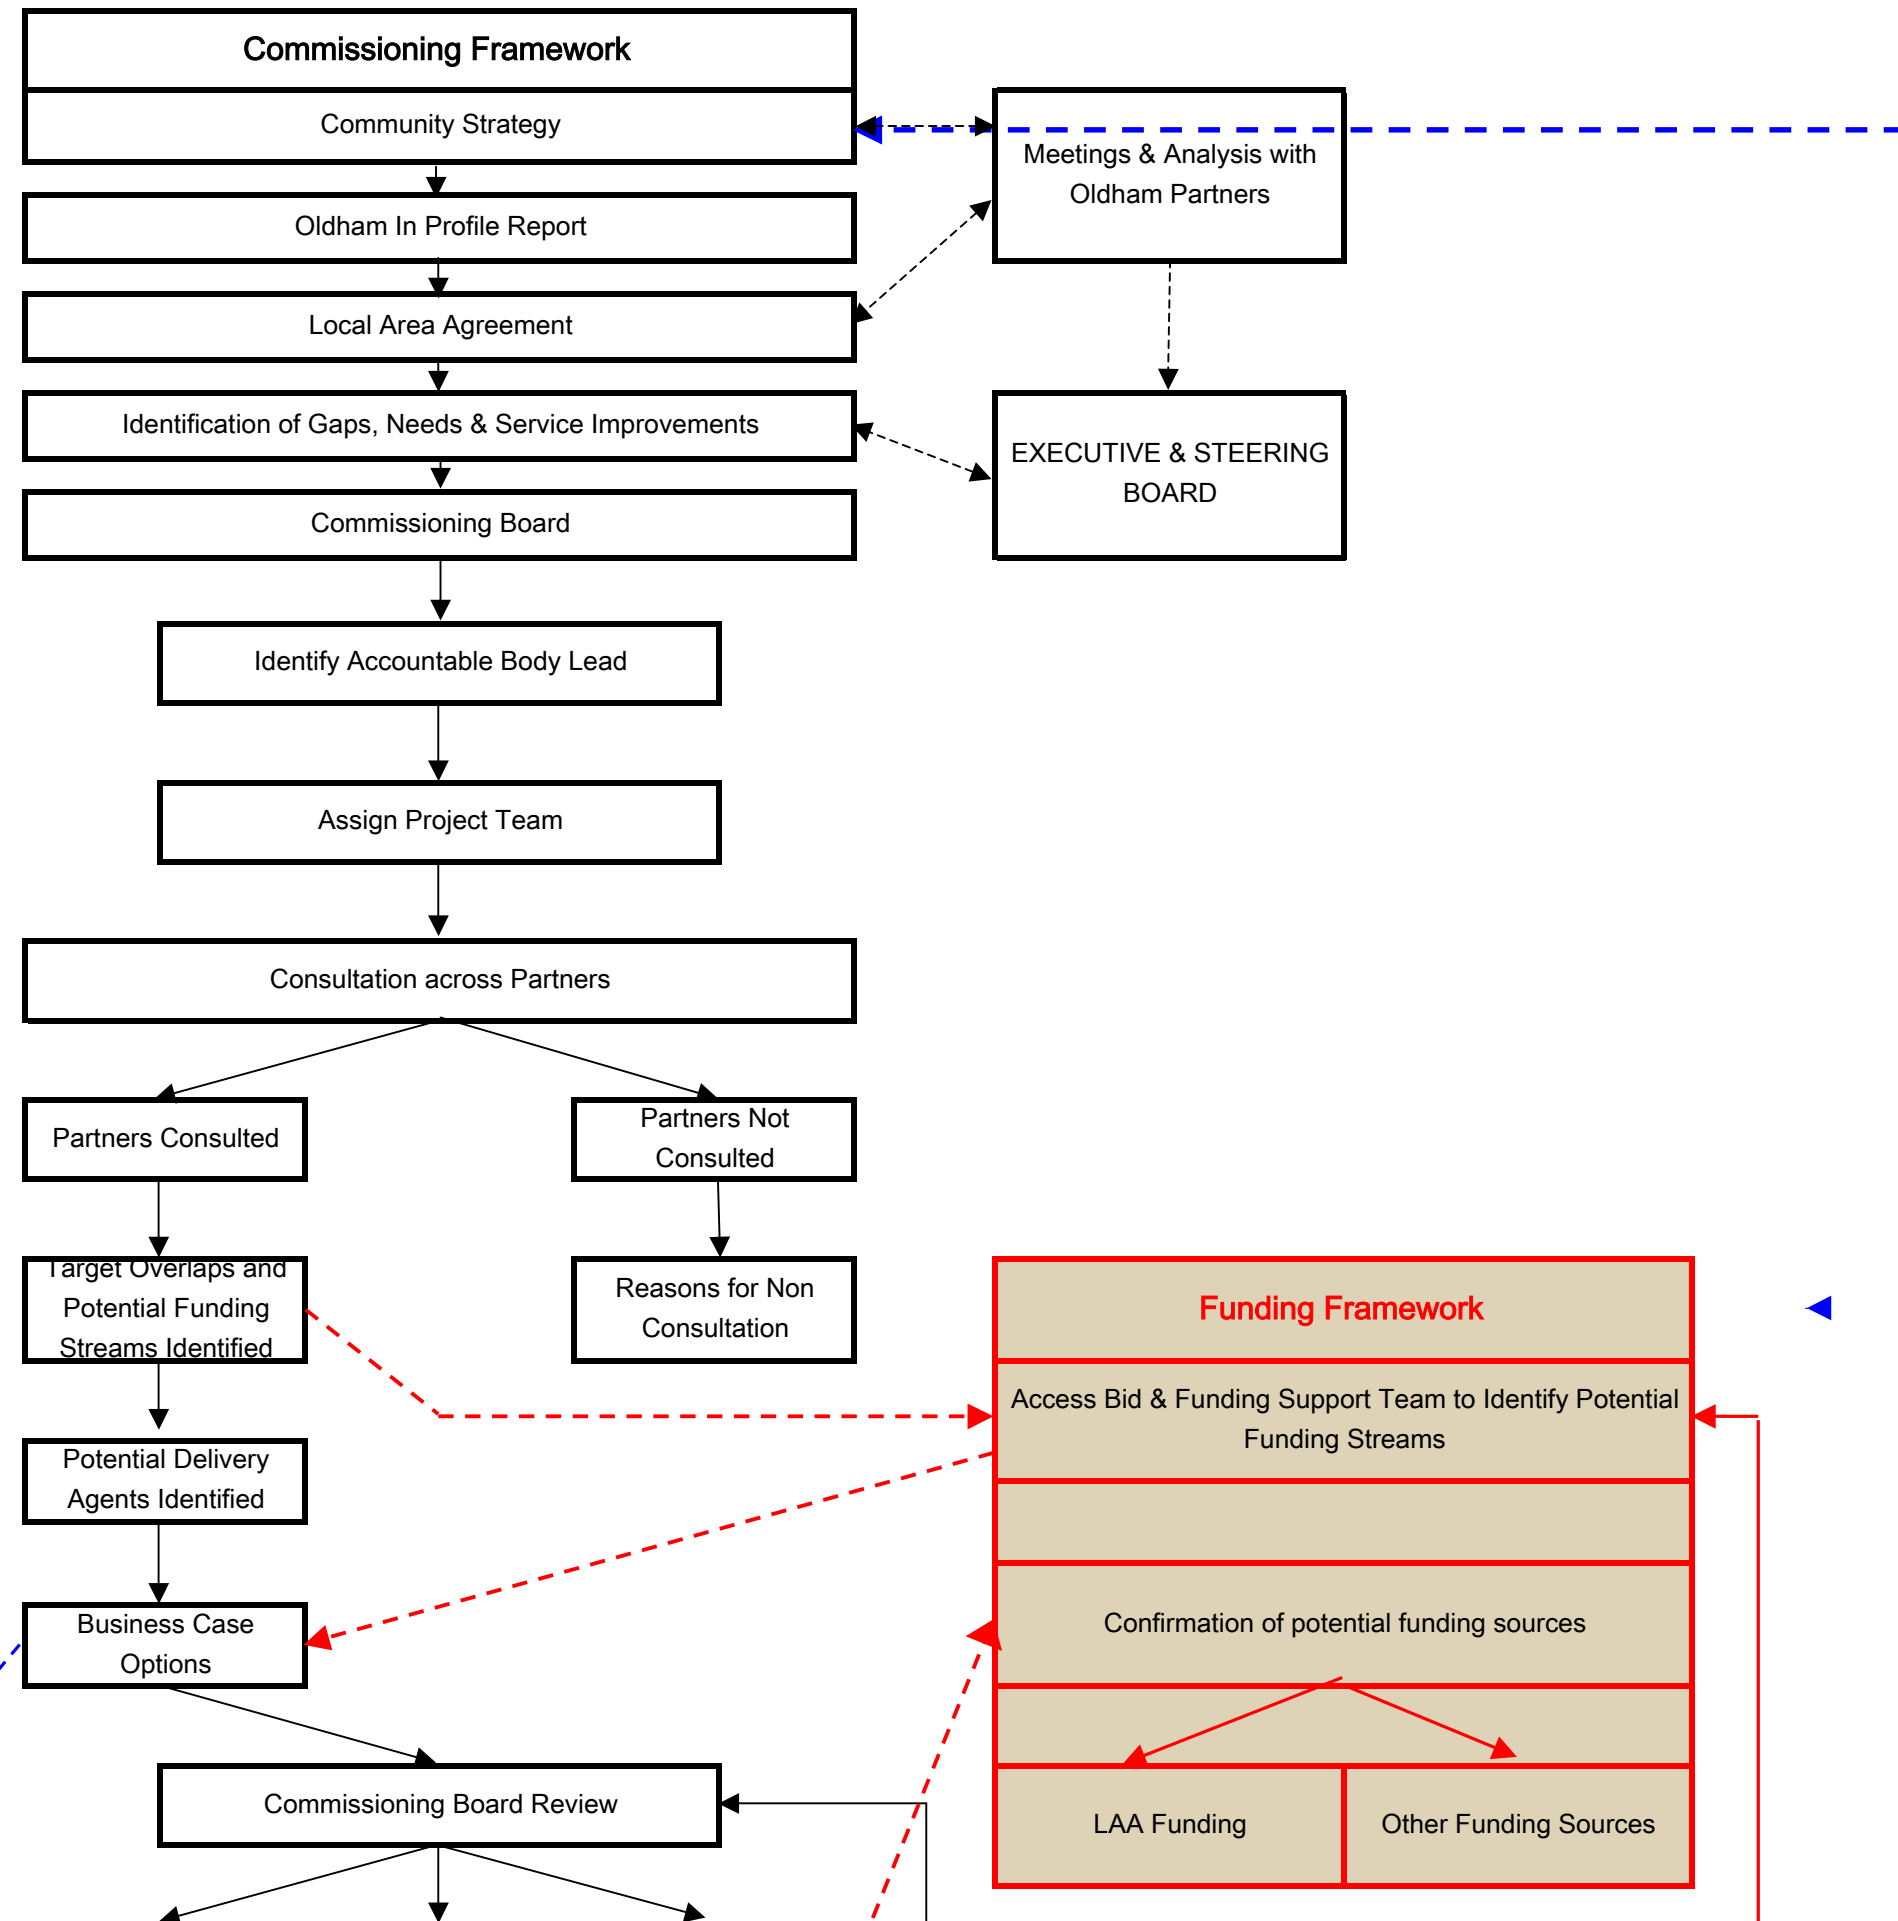 Commissioning Framework
Community Strategy
Meetings & Analysis with
Oldham Partners
Oldham In Profile Report
Local Area Agreement
Identification of Gaps, Needs & Service Improvements
EXECUTIVE & STEERING
BOARD
Commissioning Board
Identify Accountable Body Lead
Assign Project Team
Consultation across Partners
Partners Consulted
Partners Not
Consulted
Target Overlaps and
Potential Funding
Streams Identified
Reasons for Non
Consultation
Funding Framework
Access Bid & Funding Support Team to Identify Potential
Funding Streams
Potential Delivery
Agents Identified
Business Case
Options
Confirmation of potential funding sources
Commissioning Board Review
LAA Funding
Other Funding Sources